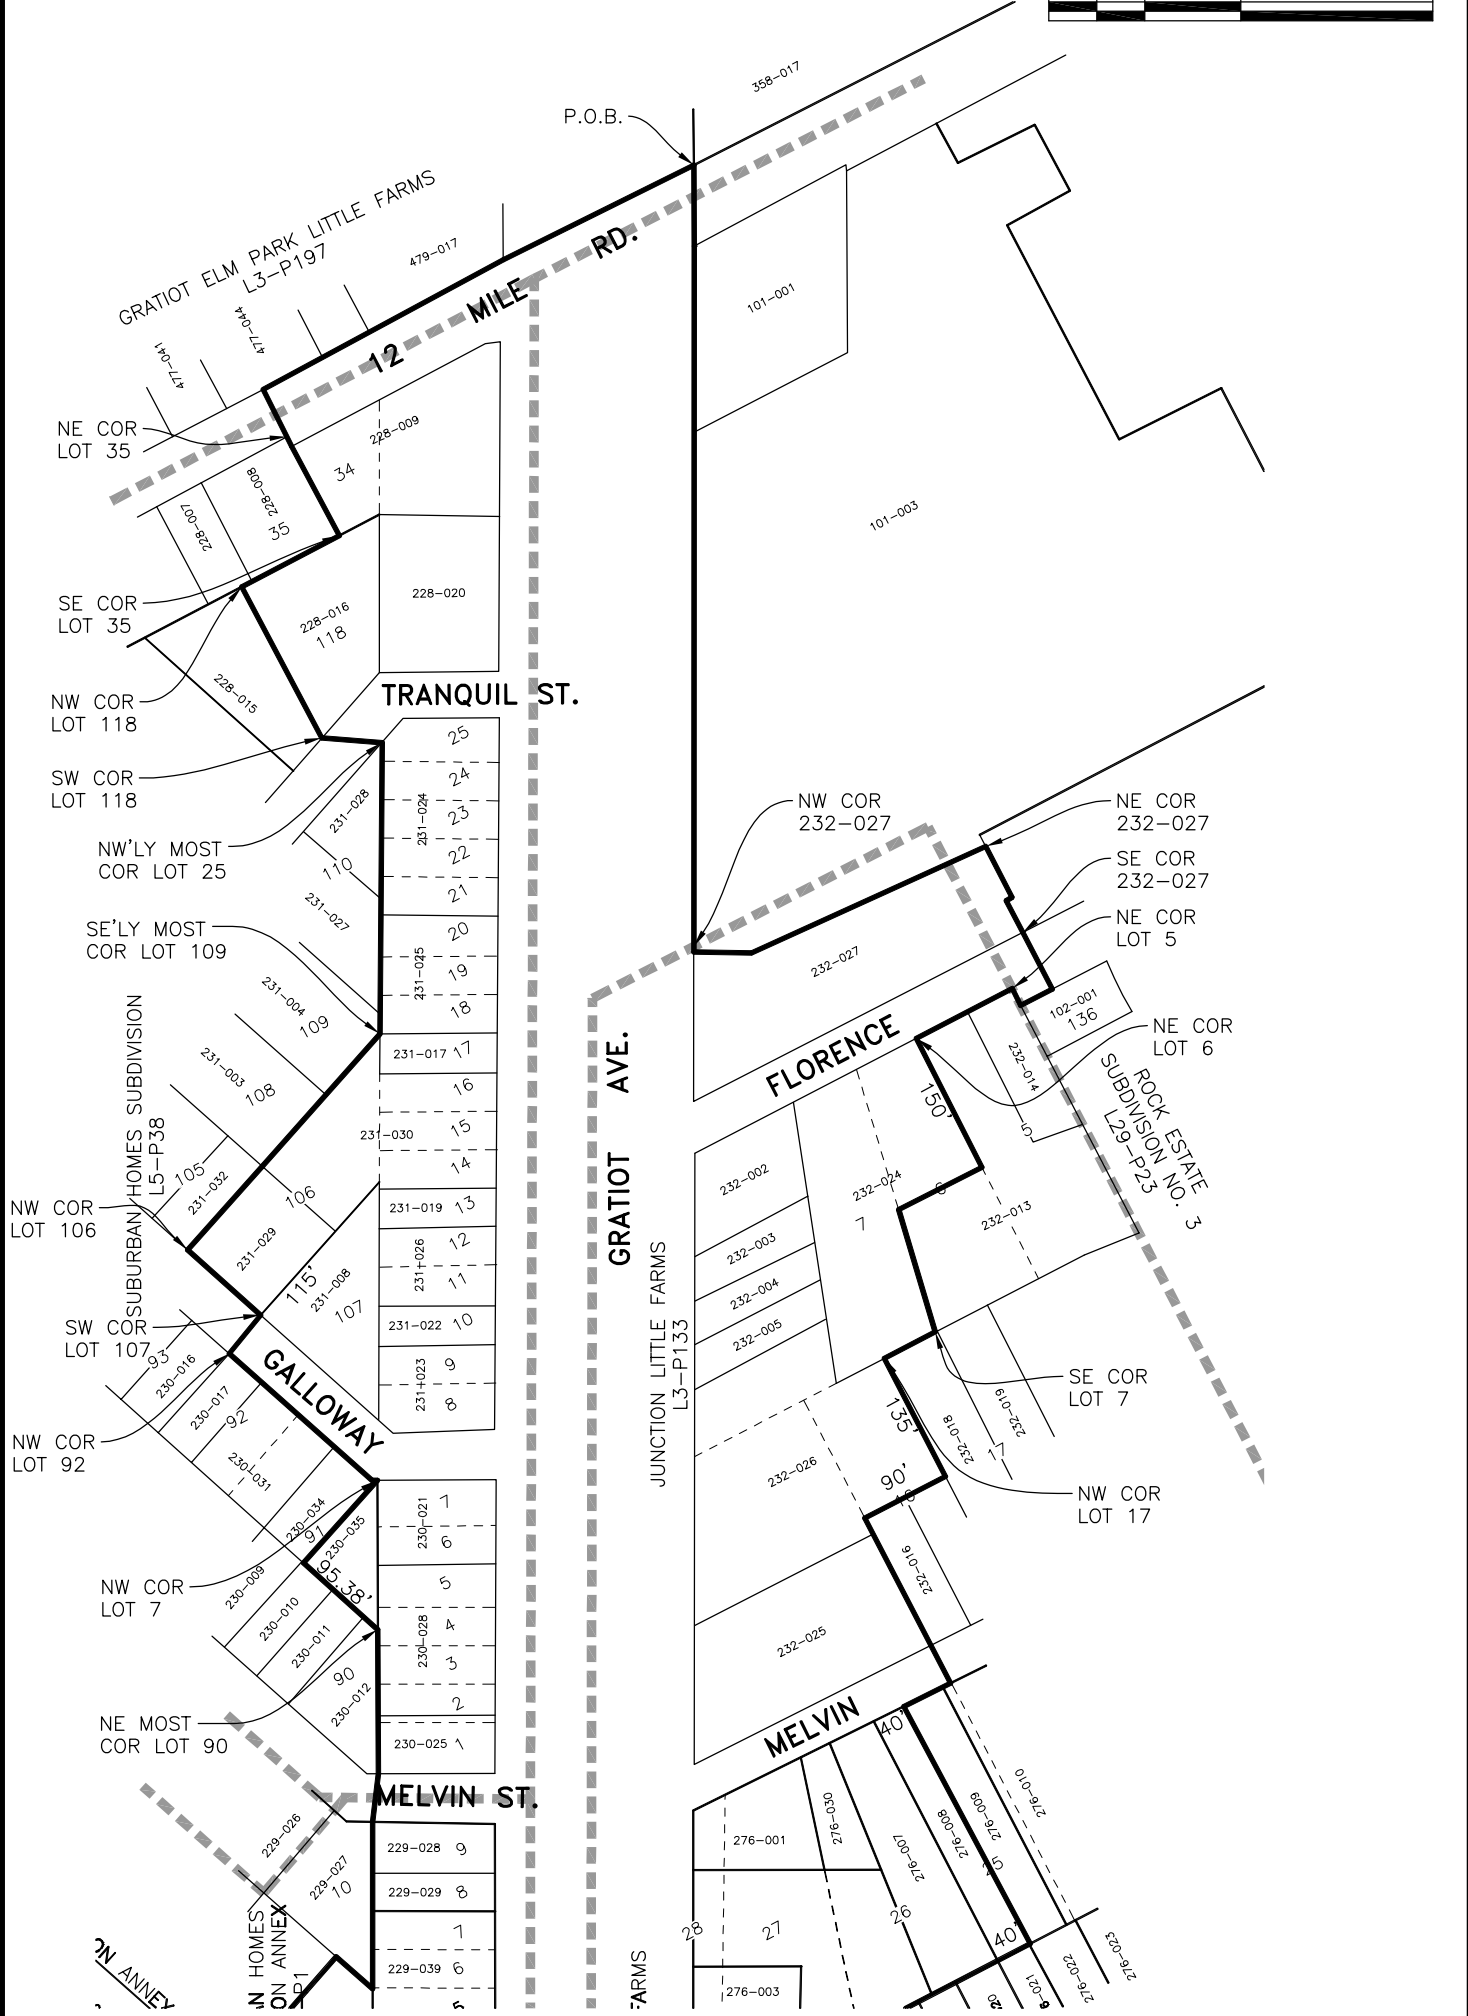 358-017
P.O.B.
GRATIOT ELM PARK LITTLE FARMS
L3-P197
479-017
477-044
477-041
12 MILE RD.
101-001
NE COR
LOT 35
228-009
34
228-008
228-007
35
101-003
SE COR
LOT 35
228-016
118
228-020
228-015
NW COR
LOT 118
TRANQUIL ST.
SW COR
LOT 118
25
24
23
22
21
20
19
18
231-024
231-025
231-028
110
231-027
NW'LY MOST
COR LOT 25
SE'LY MOST
COR LOT 109
NW COR
232-027
NE COR
232-027
SE COR
232-027
NE COR
LOT 5
232-027
231-004
109
231-003
108
SUBURBAN HOMES SUBDIVISION
L5-P38
231-017
17
16
15
14
231-030
GRATIOT AVE.
FLORENCE
102-001
136
NE COR
LOT 6
232-014
5
ROCK ESTATE
SUBDIVISION NO. 3
L29-P23
150'
232-002
232-024
7
6
232-013
232-003
232-004
232-005
105
231-032
106
231-029
NW COR
LOT 106
231-019
13
12
11
231-026
231-022
10
9
8
231-023
115'
231-008
107
SW COR
LOT 107
JUNCTION LITTLE FARMS
L3-P133
93
230-016
GALLOWAY
230-017
92
230-031
NW COR
LOT 92
SE COR
LOT 7
135'
232-018
232-019
17
232-026
90'
NW COR
LOT 17
230-034
91
230-035
95.38'
NW COR
LOT 7
230-021
7
6
5
4
3
2
230-028
230-025
1
230-009
230-010
230-011
90
230-012
NE MOST
COR LOT 90
232-016
232-025
MELVIN
MELVIN ST.
40'
276-010
276-009
276-008
276-007
276-030
276-001
26
27
28
40'
276-023
276-022
276-003
229-026
229-027
10
229-028
9
229-029
8
7
229-039
6
5
FARMS
HOMES
ANNEX
ANNEX